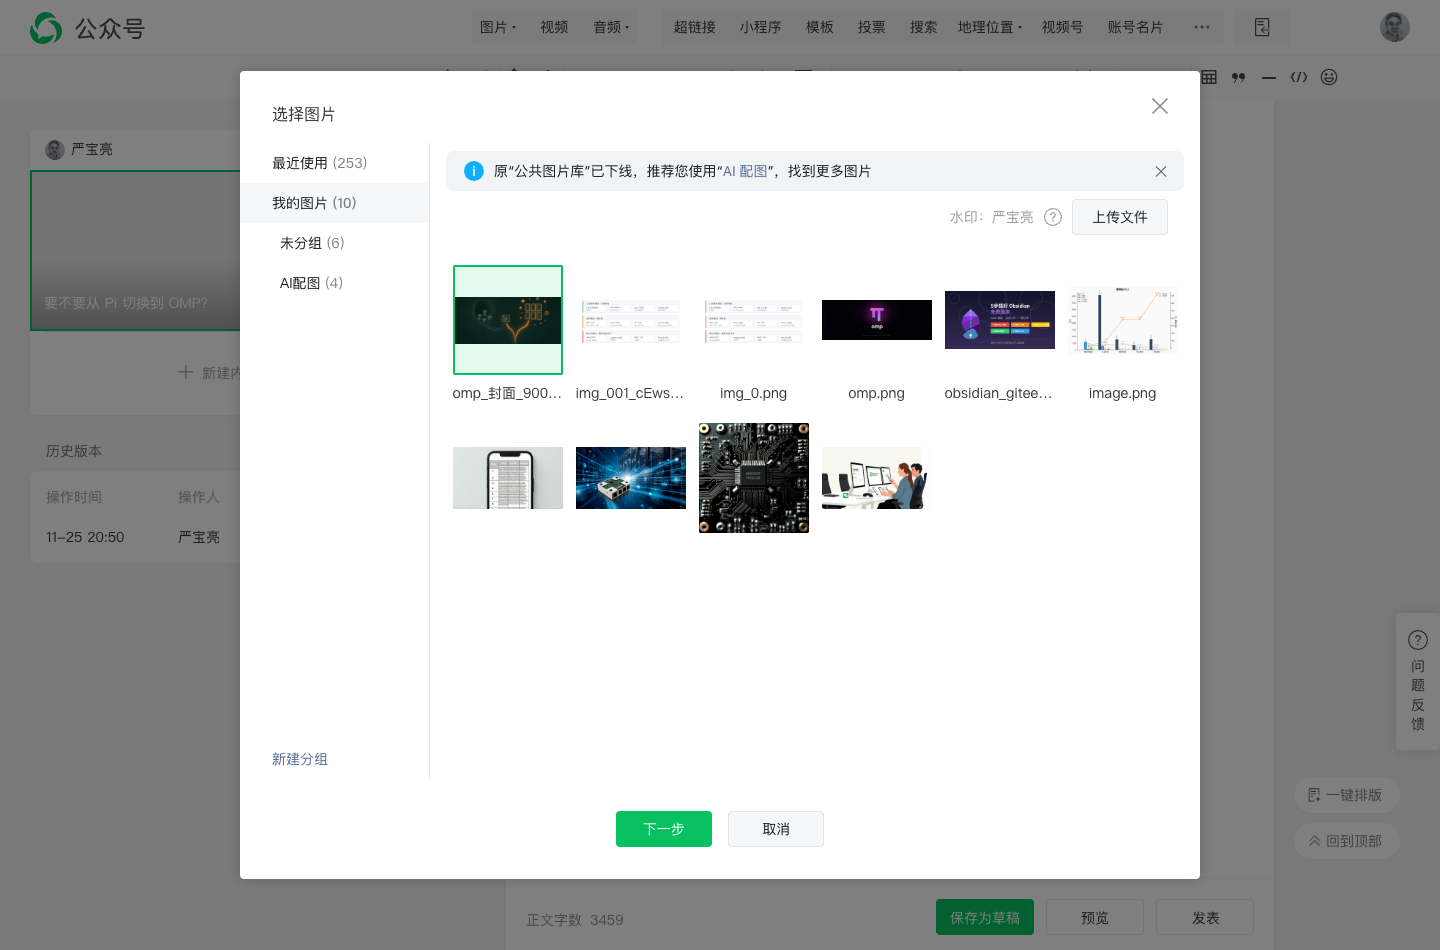 公众号
图片 视频 音频 超链接 小程序 模板 投票 搜索 地理位置 视频号 账号名片 ···
严宝亮
要不要从 PI 切换到 OMP?
新建内
历史版本
操作时间 操作人
11-25 20:50 严宝亮
选择图片
最近使用 (253)
我的图片 (10)
未分组 (6)
AI配图 (4)
新建分组
原“公共图片库”已下线，推荐您使用“AI 配图”，找到更多图片
水印：严宝亮
上传文件
omp
Obsidian
omp_封面_900...
img_001_cEws...
img_0.png
omp.png
obsidian_gitee...
image.png
下一步
取消
问题反馈
一键排版
回到顶部
正文字数 3459
保存为草稿
预览
发表